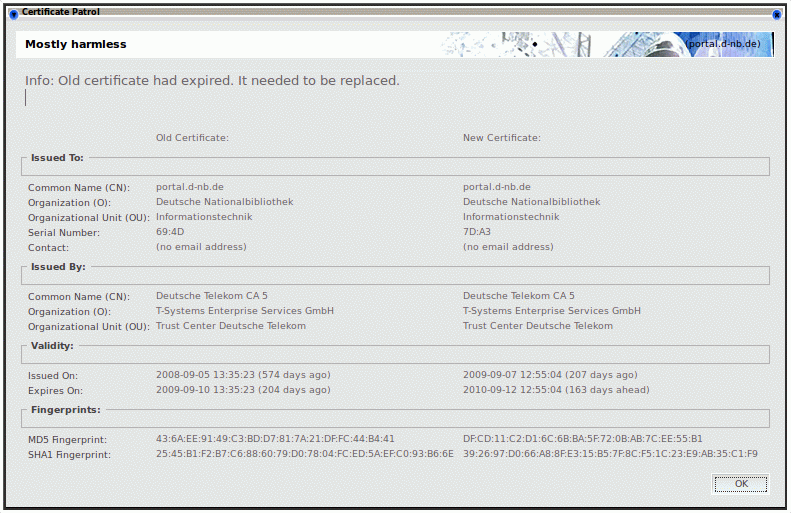 Certificate Patrol
Mostly harmless (portal.d-nb.de)
Info: Old certificate had expired. It needed to be replaced.
Old Certificate: New Certificate:
Issued To:
Common Name (CN): portal.d-nb.de portal.d-nb.de
Organization (O): Deutsche Nationalbibliothek Deutsche Nationalbibliothek
Organizational Unit (OU): Informationstechnik Informationstechnik
Serial Number: 69:4D 7D:A3
Contact: (no email address) (no email address)
Issued By:
Common Name (CN): Deutsche Telekom CA 5 Deutsche Telekom CA 5
Organization (O): T-Systems Enterprise Services GmbH T-Systems Enterprise Services GmbH
Organizational Unit (OU): Trust Center Deutsche Telekom Trust Center Deutsche Telekom
Validity:
Issued On: 2008-09-05 13:35:23 (574 days ago) 2009-09-07 12:55:04 (207 days ago)
Expires On: 2009-09-10 13:35:23 (204 days ago) 2010-09-12 12:55:04 (163 days ahead)
Fingerprints:
MD5 Fingerprint: 43:6A:EE:91:49:C3:BD:D7:81:7A:21:DF:FC:44:B4:41 DF:CD:11:C2:D1:6C:6B:BA:5F:72:0B:AB:7C:EE:55:B1
SHA1 Fingerprint: 25:45:B1:F2:B7:C6:88:60:79:D0:78:04:FC:ED:5A:EF:C0:93:B6:6E 39:26:97:D0:66:A8:8F:E3:15:B5:7F:8C:F5:1C:23:E9:AB:35:C1:F9
OK